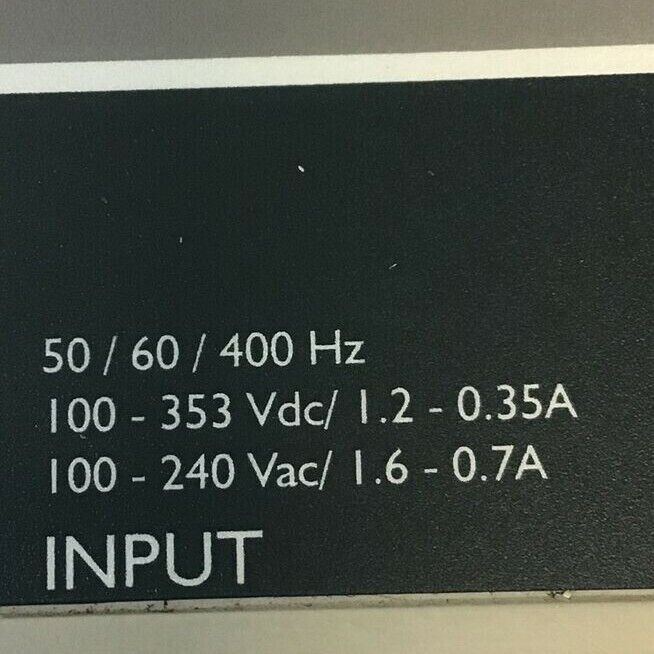 50 / 60 / 400 Hz
100 - 353 Vdc/ 1.2 - 0.35A
100 - 240 Vac/ 1.6 - 0.7A
INPUT